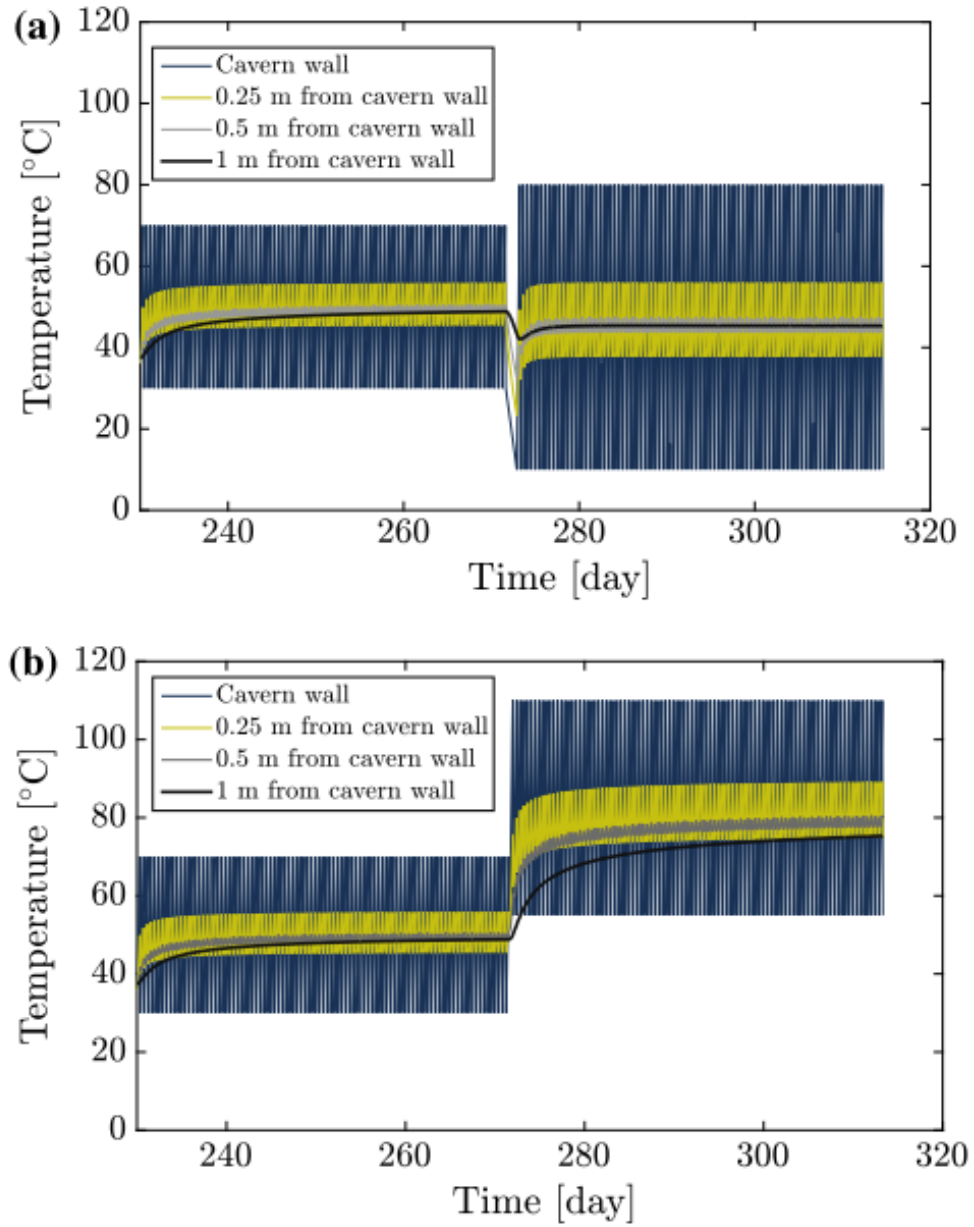 (a)
120
100
80
60
40
20
0
Temperature [°C]
Cavern wall
0.25 m from cavern wall
0.5 m from cavern wall
1 m from cavern wall
240 260 280 300 320
Time [day]
(b)
120
100
80
60
40
20
0
Temperature [°C]
Cavern wall
0.25 m from cavern wall
0.5 m from cavern wall
1 m from cavern wall
240 260 280 300 320
Time [day]